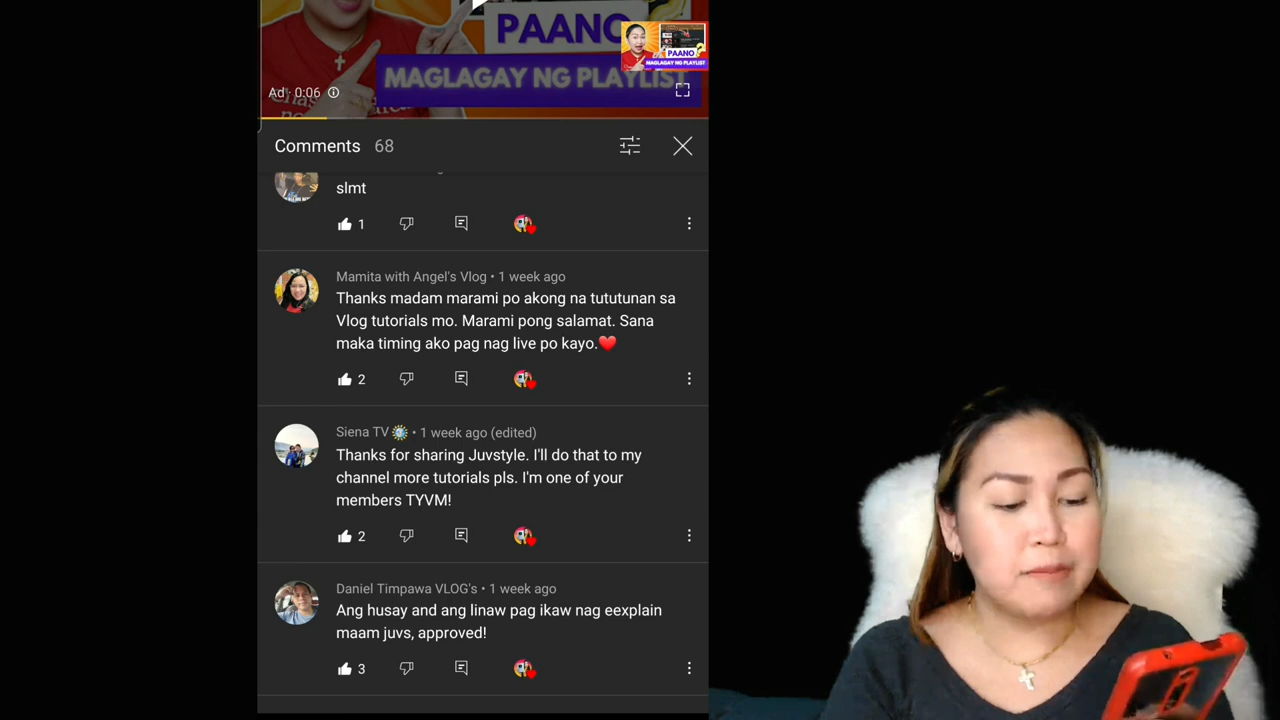 PAANO
MAGLAGAY NG PLAYLIST
PAANO
MAGLAGAY NG PLAYLIST
Ad · 0:06
Comments 68
slmt
1
Mamita with Angel's Vlog • 1 week ago
Thanks madam marami po akong na tututunan sa
Vlog tutorials mo. Marami pong salamat. Sana
maka timing ako pag nag live po kayo.❤️
2
Siena TV • 1 week ago (edited)
Thanks for sharing Juvstyle. I'll do that to my
channel more tutorials pls. I'm one of your
members TYVM!
2
Daniel Timpawa VLOG's • 1 week ago
Ang husay and ang linaw pag ikaw nag eexplain
maam juvs, approved!
3